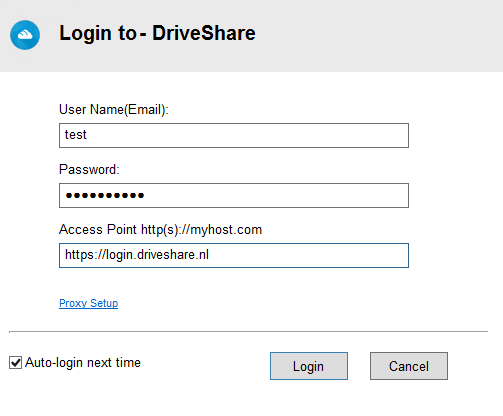 Login to - DriveShare
User Name(Email):
test
Password:
●●●●●●●●●●
Access Point http(s)://myhost.com
https://login.driveshare.nl
Proxy Setup
Auto-login next time
Login
Cancel